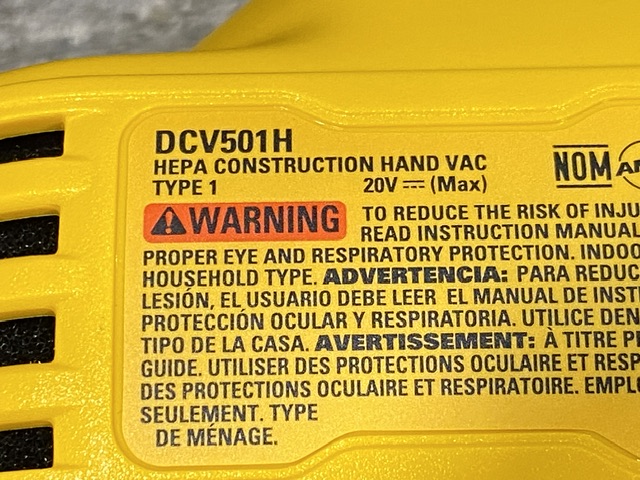 DCV501H
HEPA CONSTRUCTION HAND VAC
TYPE 1 20V ⎓ (Max)
NOM
WARNING TO REDUCE THE RISK OF
READ INSTRUCTION MANUAL
PROPER EYE AND RESPIRATORY PROTECTION.
HOUSEHOLD TYPE. ADVERTENCIA: PARA
LESIÓN, EL USUARIO DEBE LEER EL MANUAL DE
PROTECCIÓN OCULAR Y RESPIRATORIA. UTILICE
TIPO DE LA CASA. AVERTISSEMENT: À TITRE
GUIDE. UTILISER DES PROTECTIONS OCULAIRE ET
DES PROTECTIONS OCULAIRE ET RESPIRATOIRE.
SEULEMENT. TYPE
DE MÉNAGE.